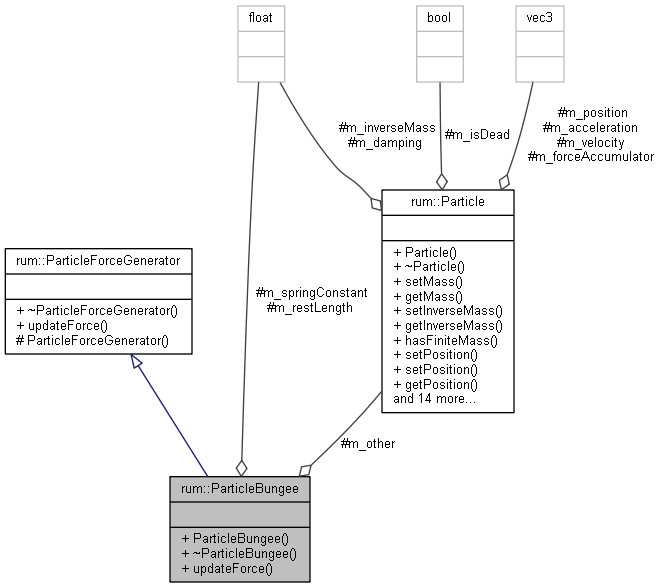 float
bool
vec3
#m_inverseMass
#m_damping
#m_isDead
#m_position
#m_acceleration
#m_velocity
#m_forceAccumulator
rum::Particle
+ Particle()
+ ~Particle()
+ setMass()
+ getMass()
+ setInverseMass()
+ getInverseMass()
+ hasFiniteMass()
+ setPosition()
+ setPosition()
+ getPosition()
and 14 more...
rum::ParticleForceGenerator
+ ~ParticleForceGenerator()
+ updateForce()
# ParticleForceGenerator()
#m_springConstant
#m_restLength
#m_other
rum::ParticleBungee
+ ParticleBungee()
+ ~ParticleBungee()
+ updateForce()